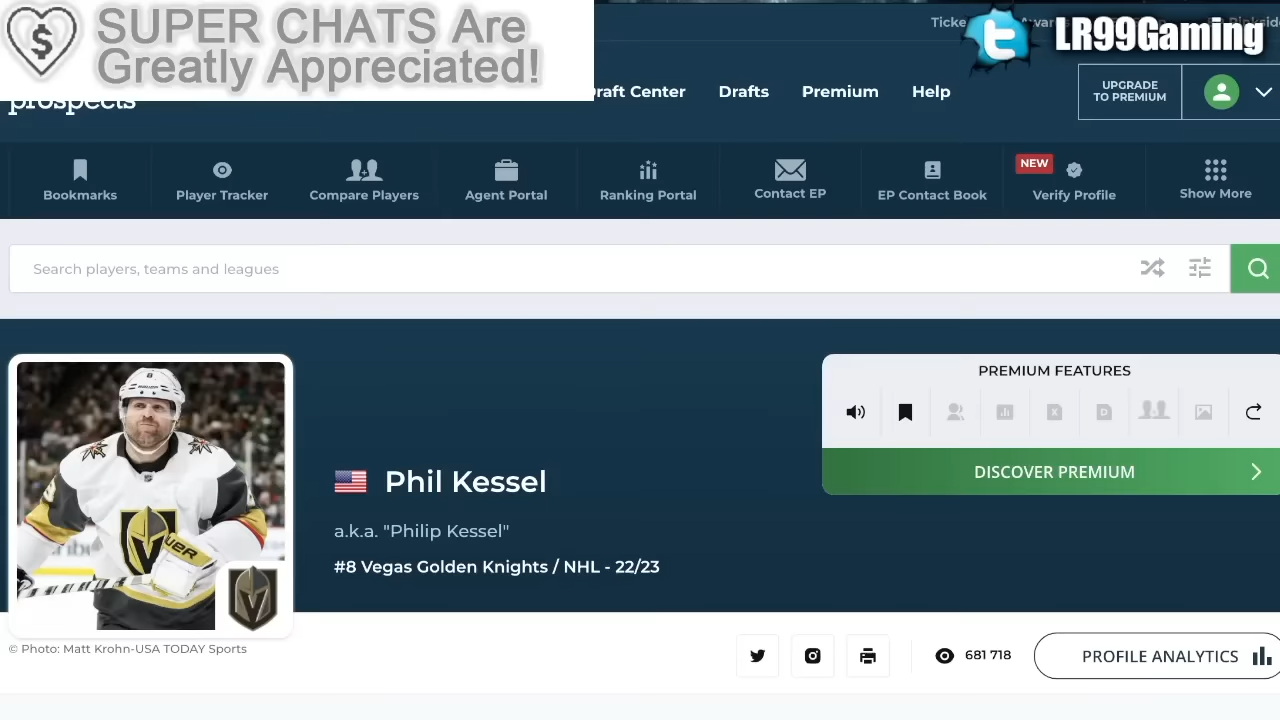 SUPER CHATS Are
Greatly Appreciated!
LR99Gaming
prospects
Draft Center
Drafts
Premium
Help
UPGRADE
TO PREMIUM
Bookmarks
Player Tracker
Compare Players
Agent Portal
Ranking Portal
Contact EP
EP Contact Book
NEW
Verify Profile
Show More
Search players, teams and leagues
PREMIUM FEATURES
DISCOVER PREMIUM
Phil Kessel
a.k.a. "Philip Kessel"
#8 Vegas Golden Knights / NHL - 22/23
© Photo: Matt Krohn-USA TODAY Sports
681 718
PROFILE ANALYTICS